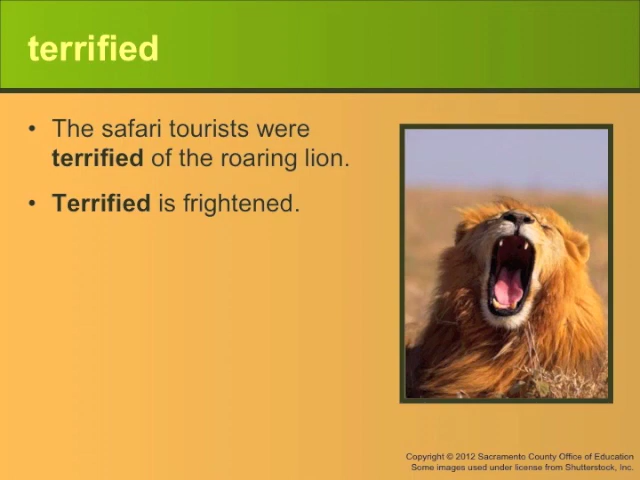 terrified
• The safari tourists were
terrified of the roaring lion.
• Terrified is frightened.
Copyright © 2012 Sacramento County Office of Education
Some images used under license from Shutterstock, Inc.